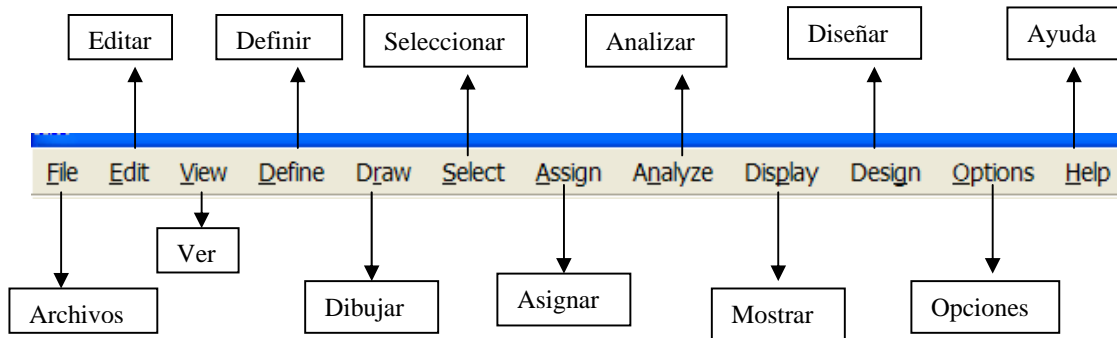 Editar Definir Seleccionar Analizar Diseñar Ayuda
File Edit View Define Draw Select Assign Analyze Display Design Options Help
Ver
Archivos Dibujar Asignar Mostrar Opciones